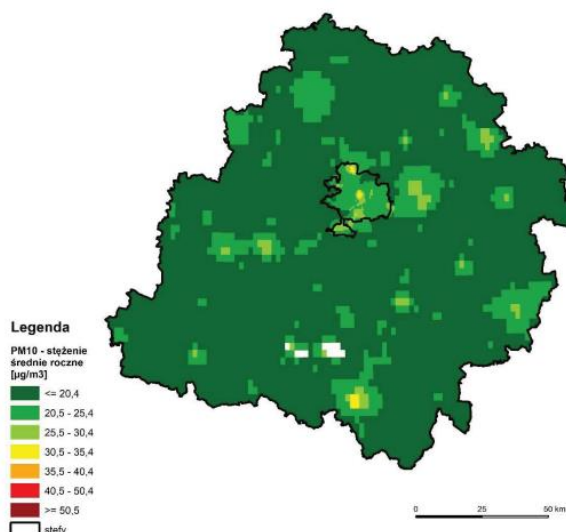 Legenda
PM10 - stężenie
średnie roczne
[µg/m3]
<= 20,4
20,5 - 25,4
25,5 - 30,4
30,5 - 35,4
35,5 - 40,4
40,5 - 50,4
>= 50,5
stefy
0 25 50 km